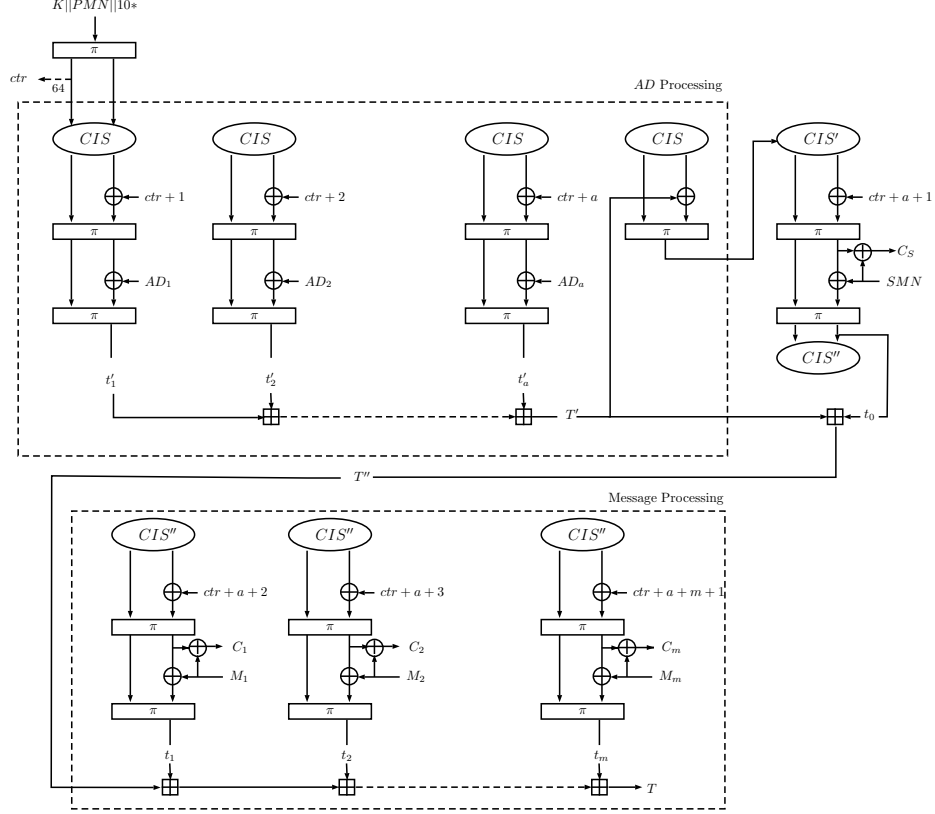 K||PMN||10∗
π
ctr
64
AD Processing
CIS
CIS
CIS
CIS
CIS′
ctr + 1
ctr + 2
ctr + a
ctr + a + 1
π
π
π
π
π
C_S
AD_1
AD_2
AD_a
SMN
π
π
π
π
CIS′′
t′_1
t′_2
t′_a
T′
t_0
T′′
Message Processing
CIS′′
CIS′′
CIS′′
ctr + a + 2
ctr + a + 3
ctr + a + m + 1
π
π
π
C_1
C_2
C_m
M_1
M_2
M_m
π
π
π
t_1
t_2
t_m
T